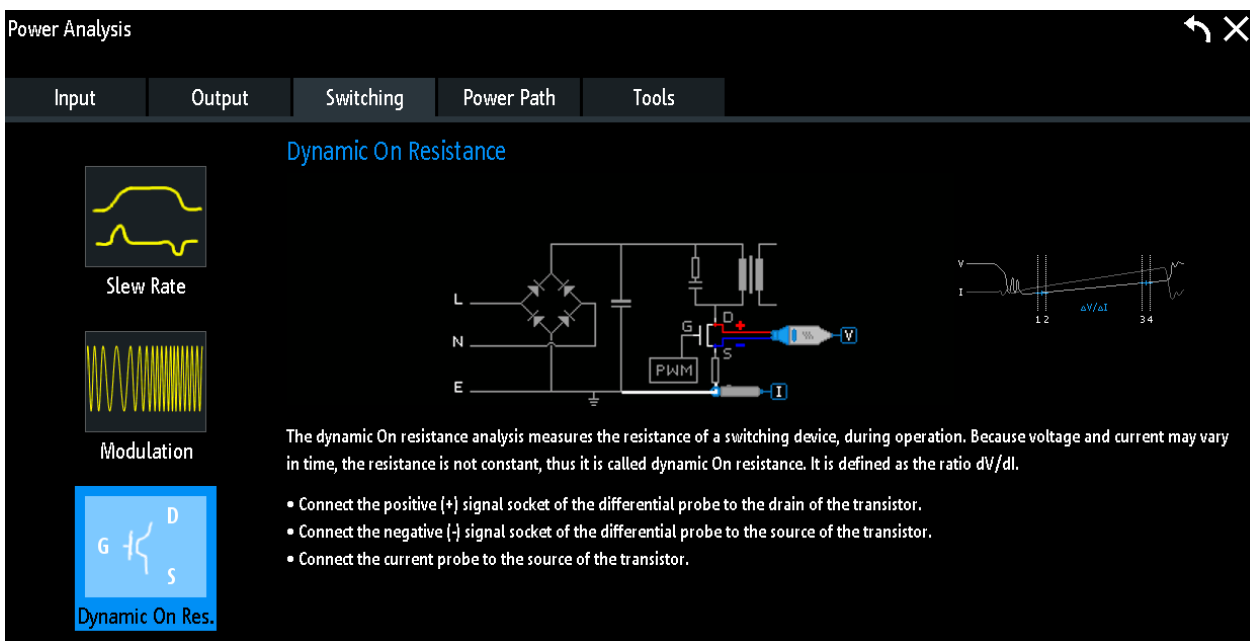 Power Analysis
Input Output Switching Power Path Tools
Dynamic On Resistance
Slew Rate
Modulation
G D S
Dynamic On Res.
L
N
E
G
D
+
-
S
PWM
V
I
V
I
1 2
ΔV/ΔI
3 4
The dynamic On resistance analysis measures the resistance of a switching device, during operation. Because voltage and current may vary
in time, the resistance is not constant, thus it is called dynamic On resistance. It is defined as the ratio dV/dI.
• Connect the positive (+) signal socket of the differential probe to the drain of the transistor.
• Connect the negative (-) signal socket of the differential probe to the source of the transistor.
• Connect the current probe to the source of the transistor.